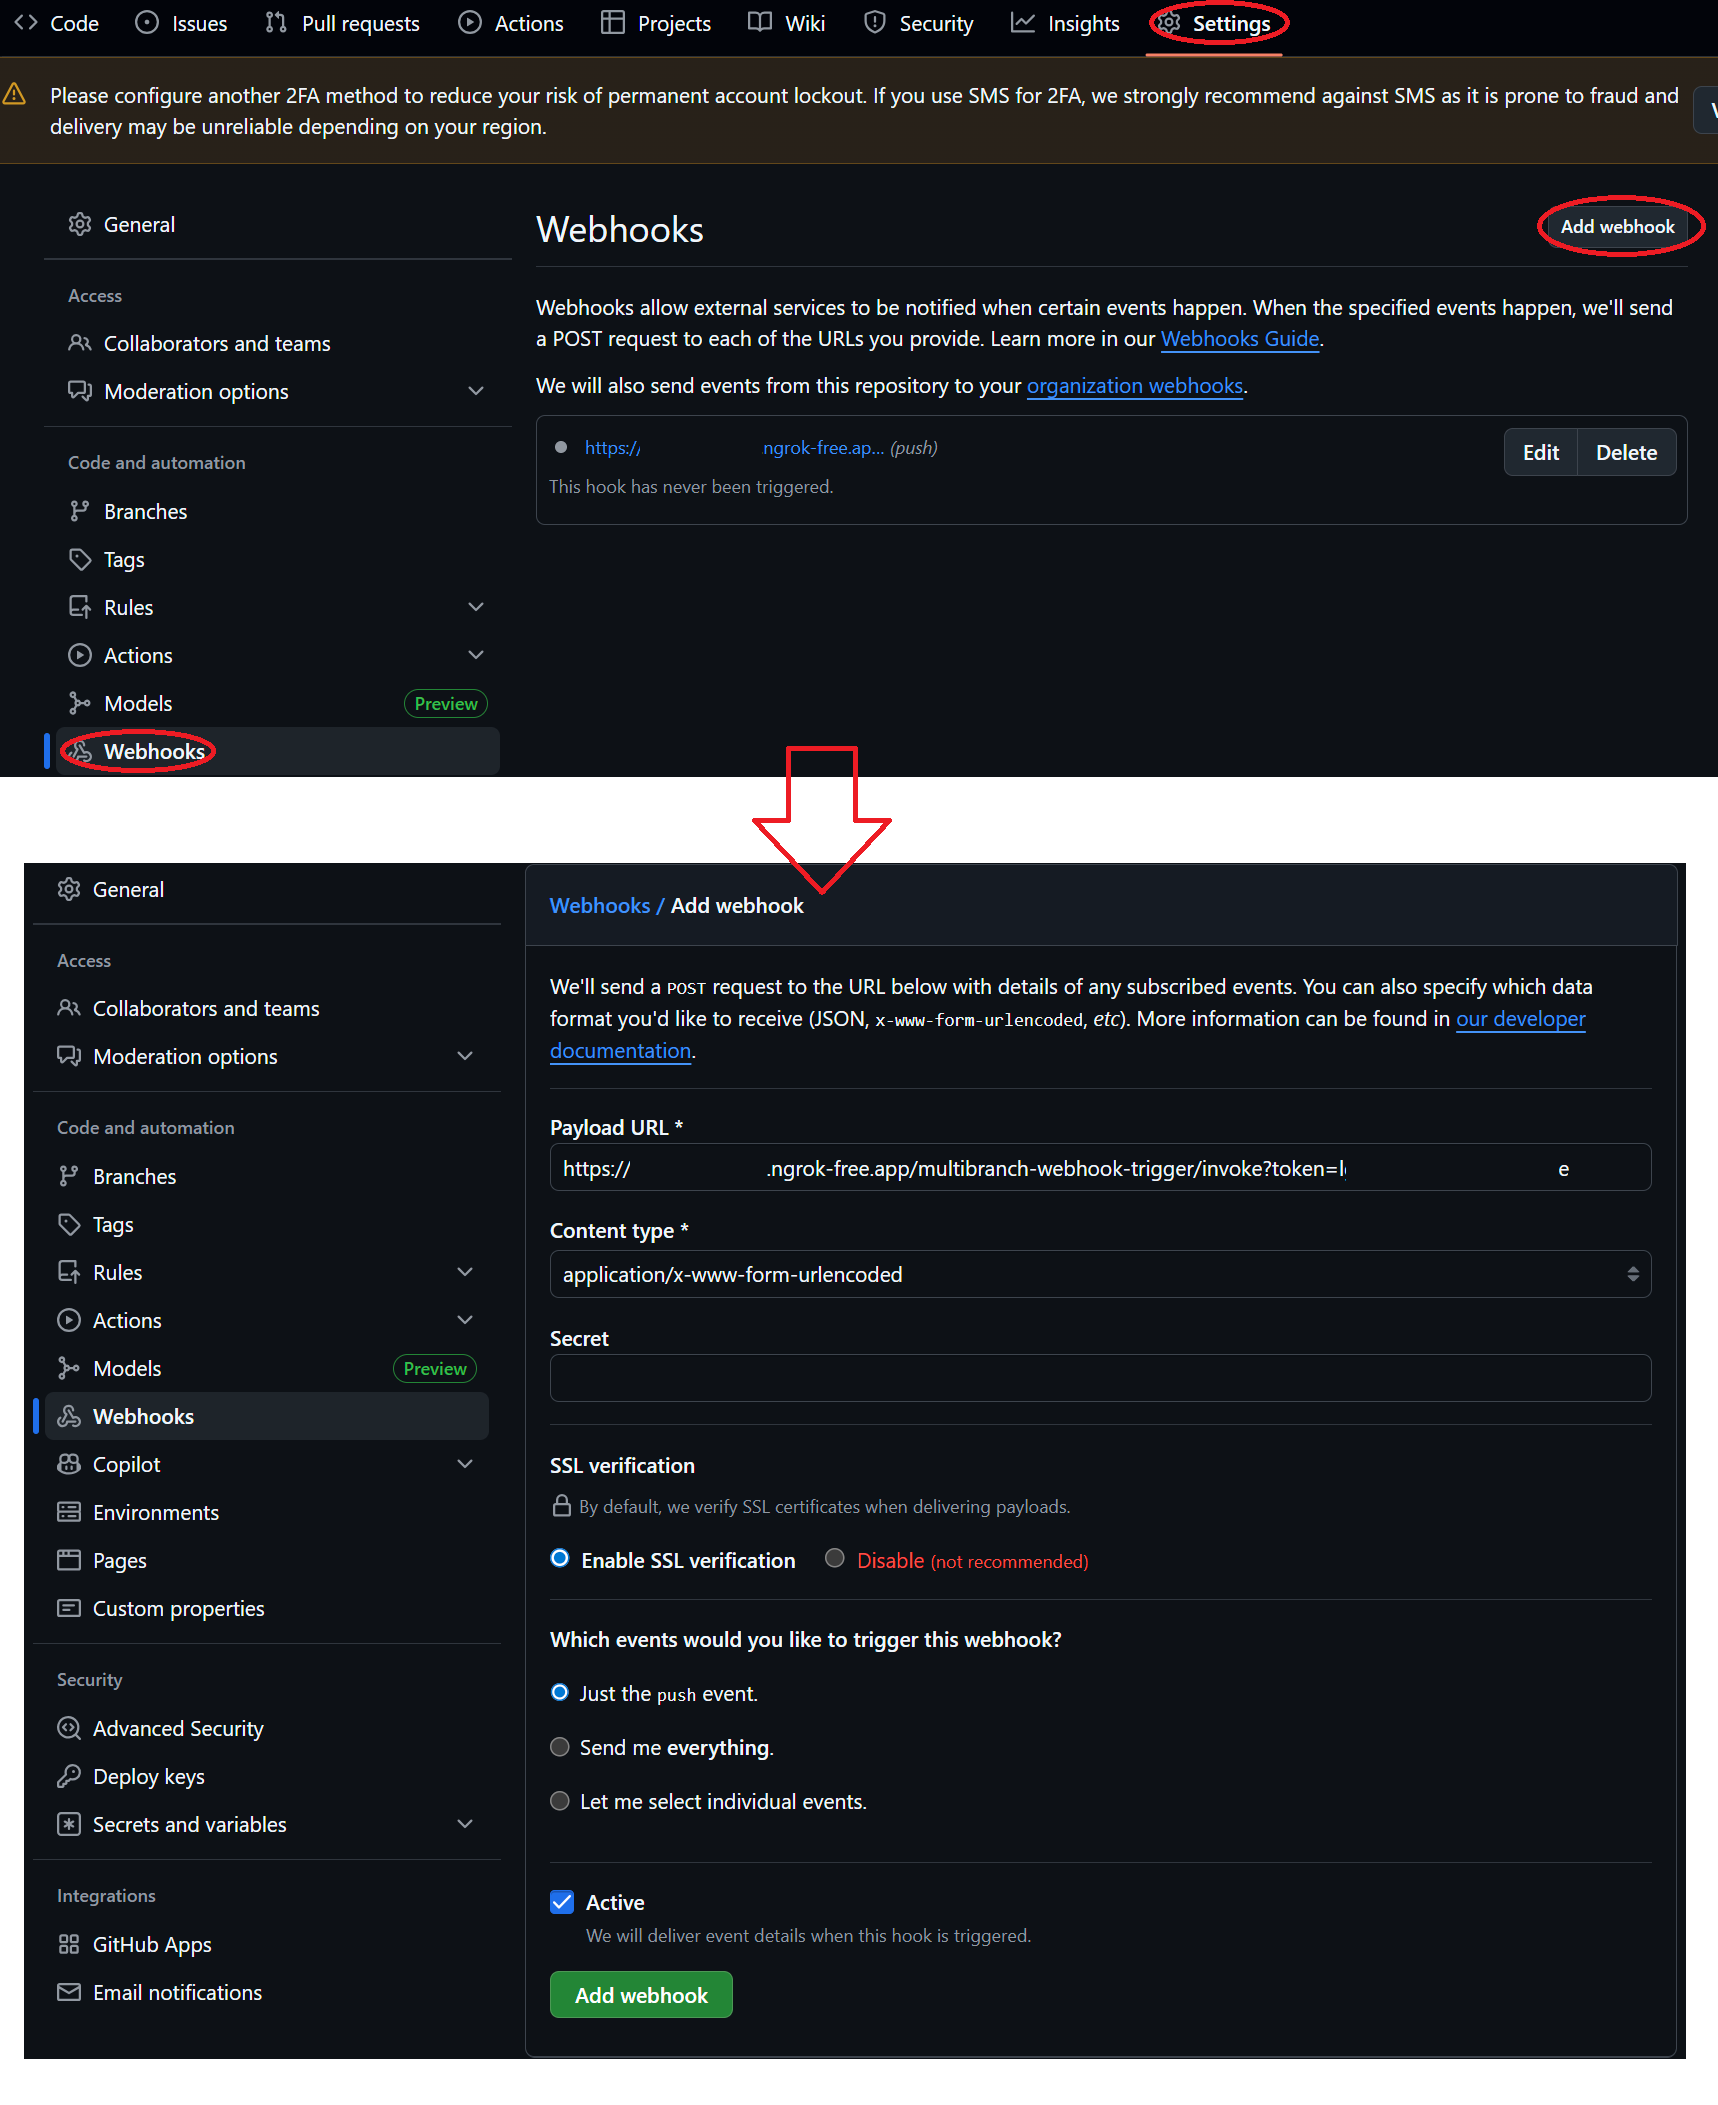 Code Issues Pull requests Actions Projects Wiki Security Insights Settings
Please configure another 2FA method to reduce your risk of permanent account lockout. If you use SMS for 2FA, we strongly recommend against SMS as it is prone to fraud and
delivery may be unreliable depending on your region.
General
Access
Collaborators and teams
Moderation options
Code and automation
Branches
Tags
Rules
Actions
Models Preview
Webhooks
Webhooks
Add webhook
Webhooks allow external services to be notified when certain events happen. When the specified events happen, we'll send
a POST request to each of the URLs you provide. Learn more in our Webhooks Guide.
We will also send events from this repository to your organization webhooks.
https:// ngrok-free.ap... (push)
Edit Delete
This hook has never been triggered.
General
Access
Collaborators and teams
Moderation options
Code and automation
Branches
Tags
Rules
Actions
Models Preview
Webhooks
Copilot
Environments
Pages
Custom properties
Security
Advanced Security
Deploy keys
Secrets and variables
Integrations
GitHub Apps
Email notifications
Webhooks / Add webhook
We'll send a POST request to the URL below with details of any subscribed events. You can also specify which data
format you'd like to receive (JSON, x-www-form-urlencoded, etc). More information can be found in our developer
documentation.
Payload URL *
https:// .ngrok-free.app/multibranch-webhook-trigger/invoke?token= e
Content type *
application/x-www-form-urlencoded
Secret
SSL verification
By default, we verify SSL certificates when delivering payloads.
Enable SSL verification Disable (not recommended)
Which events would you like to trigger this webhook?
Just the push event.
Send me everything.
Let me select individual events.
Active
We will deliver event details when this hook is triggered.
Add webhook